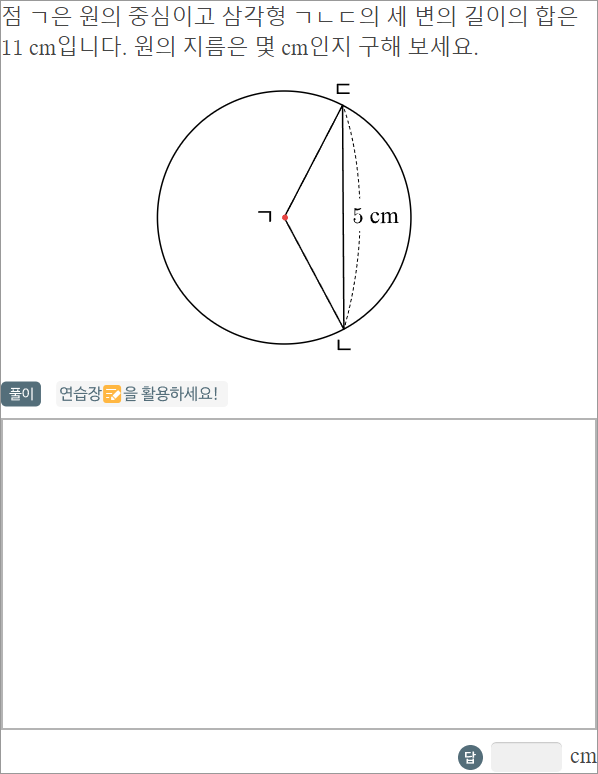 점 ㄱ은 원의 중심이고 삼각형 ㄱㄴㄷ의 세 변의 길이의 합은
11 cm입니다. 원의 지름은 몇 cm인지 구해 보세요.
ㄷ
ㄱ
5 cm
ㄴ
풀이 연습장을 활용하세요!
답 cm